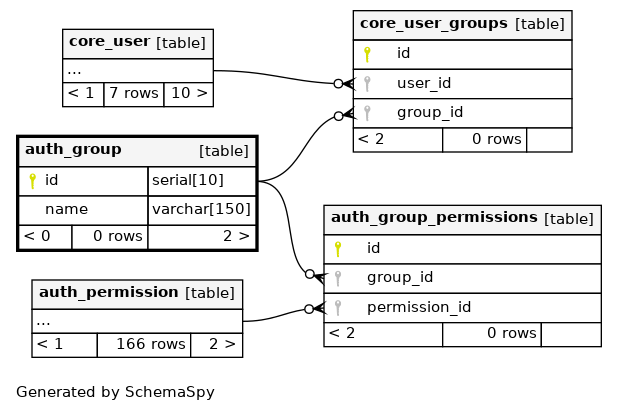 core_user [table]
...
< 1 7 rows 10 >
core_user_groups [table]
id
user_id
group_id
< 2 0 rows
auth_group [table]
id serial[10]
name varchar[150]
< 0 0 rows 2 >
auth_group_permissions [table]
id
group_id
permission_id
< 2 0 rows
auth_permission [table]
...
< 1 166 rows 2 >
Generated by SchemaSpy